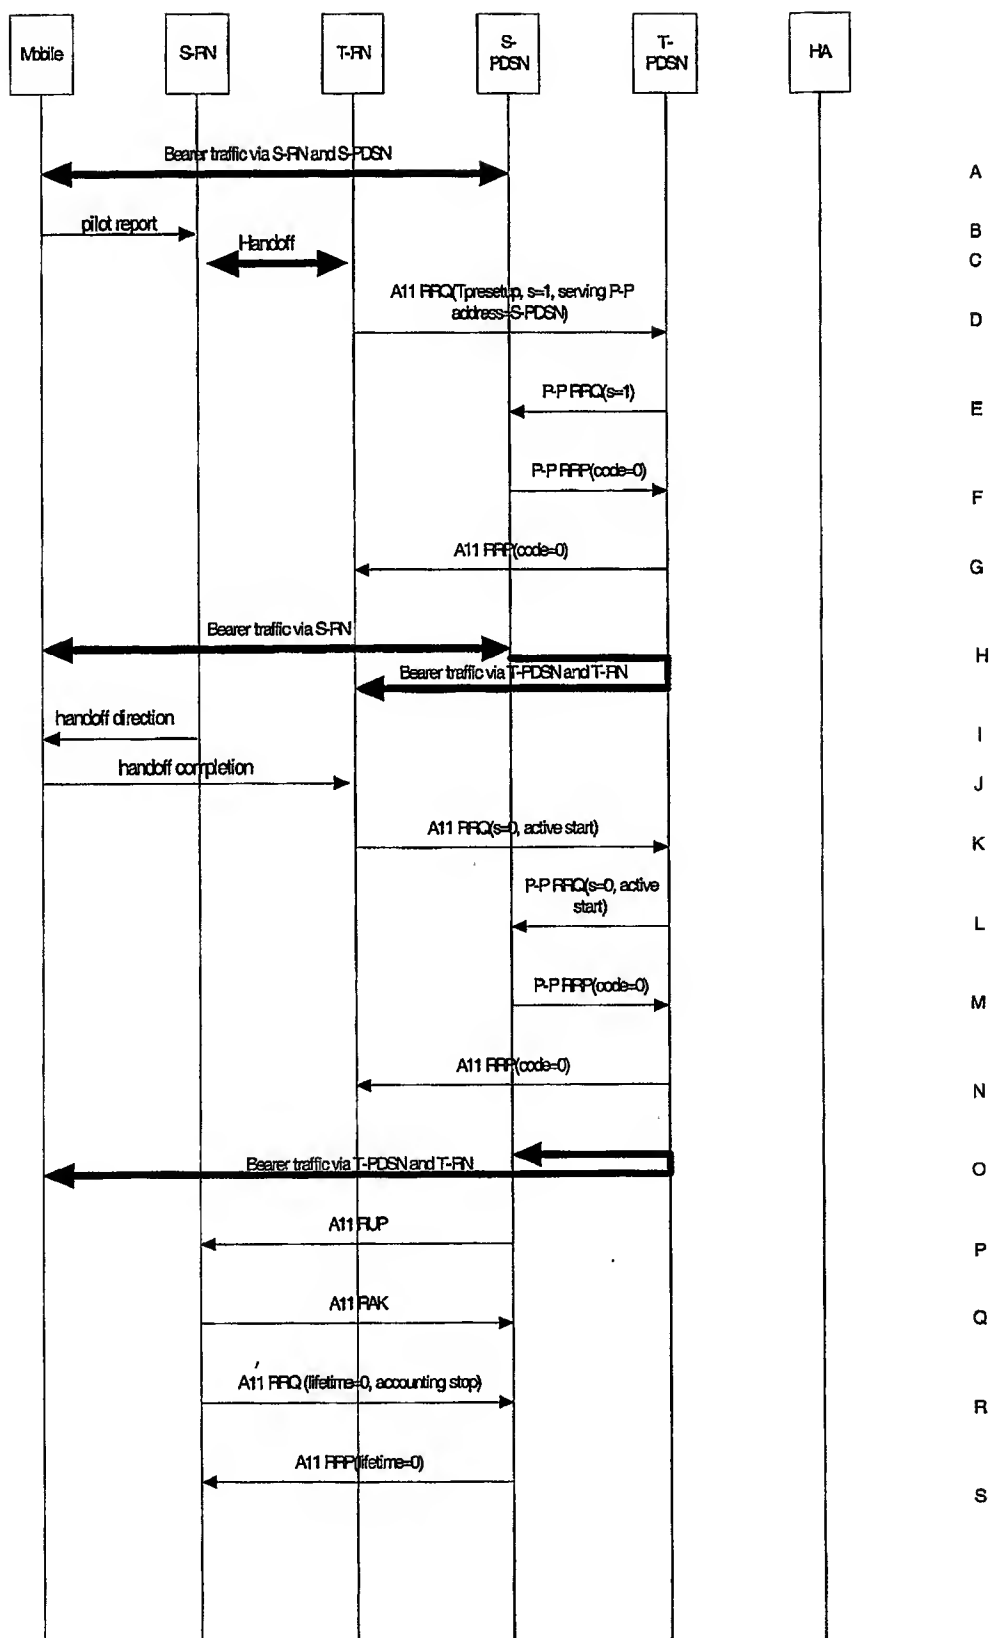 Mobile
S-RN
T-RN
S-
PDSN
T-
PDSN
HA
Bearer traffic via S-RN and S-PDSN
A
pilot report
B
Handoff
C
A11 RRQ(Tpresetup, s=1, serving P-P
address=S-PDSN)
D
P-P RRQ(s=1)
E
P-P RRP(code=0)
F
A11 RRP(code=0)
G
Bearer traffic via S-RN
H
Bearer traffic via T-PDSN and T-RN
handoff direction
I
handoff completion
J
A11 RRQ(s=0, active start)
K
P-P RRQ(s=0, active
start)
L
P-P RRP(code=0)
M
A11 RRP(code=0)
N
Bearer traffic via T-PDSN and T-RN
O
A11 RUP
P
A11 RAK
Q
A11 RRQ (lifetime=0, accounting stop)
R
A11 RRP(lifetime=0)
S